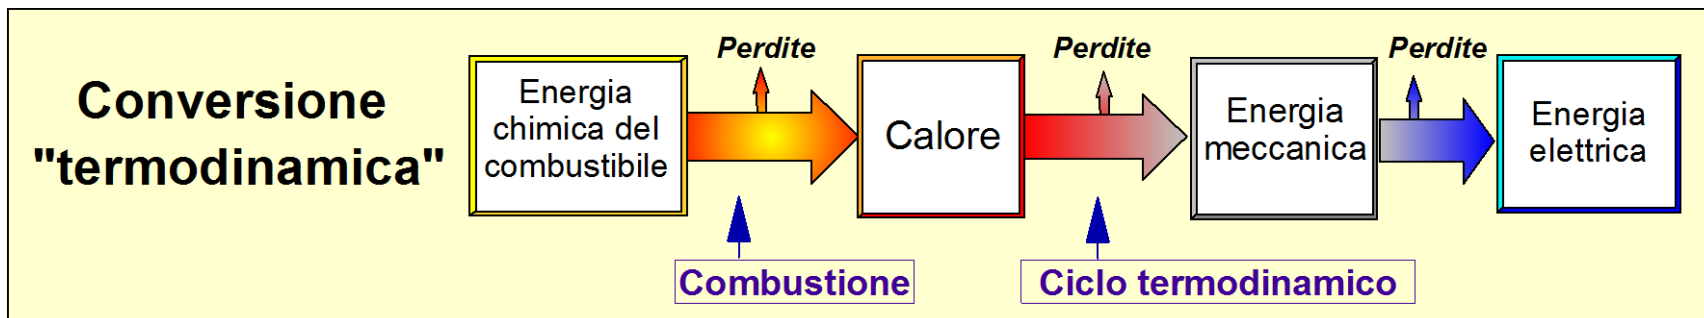 Conversione
"termodinamica"
Energia
chimica del
combustibile
Perdite
Calore
Perdite
Energia
meccanica
Perdite
Energia
elettrica
Combustione
Ciclo termodinamico